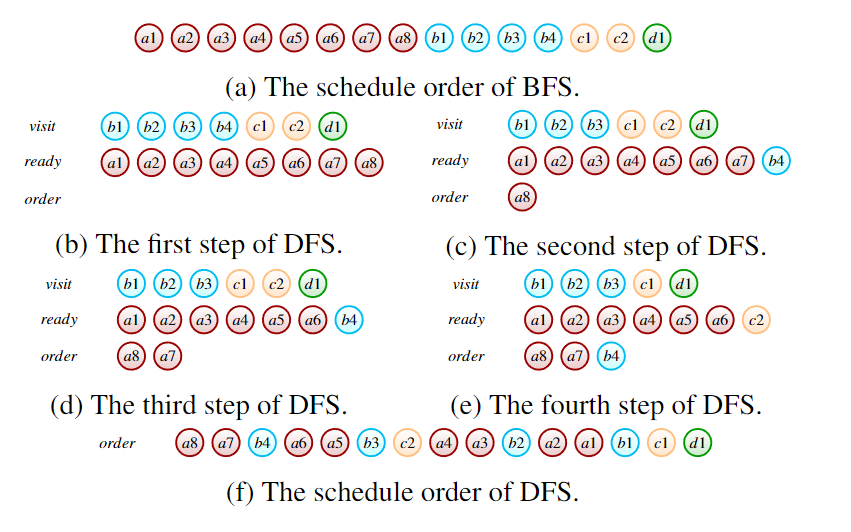 a1 a2 a3 a4 a5 a6 a7 a8 b1 b2 b3 b4 c1 c2 d1
(a) The schedule order of BFS.
visit b1 b2 b3 b4 c1 c2 d1
ready a1 a2 a3 a4 a5 a6 a7 a8
order
(b) The first step of DFS.
visit b1 b2 b3 c1 c2 d1
ready a1 a2 a3 a4 a5 a6 a7 b4
order a8
(c) The second step of DFS.
visit b1 b2 b3 c1 c2 d1
ready a1 a2 a3 a4 a5 a6 b4
order a8 a7
(d) The third step of DFS.
visit b1 b2 b3 c1 d1
ready a1 a2 a3 a4 a5 a6 c2
order a8 a7 b4
(e) The fourth step of DFS.
order a8 a7 b4 a6 a5 b3 c2 a4 a3 b2 a2 a1 b1 c1 d1
(f) The schedule order of DFS.